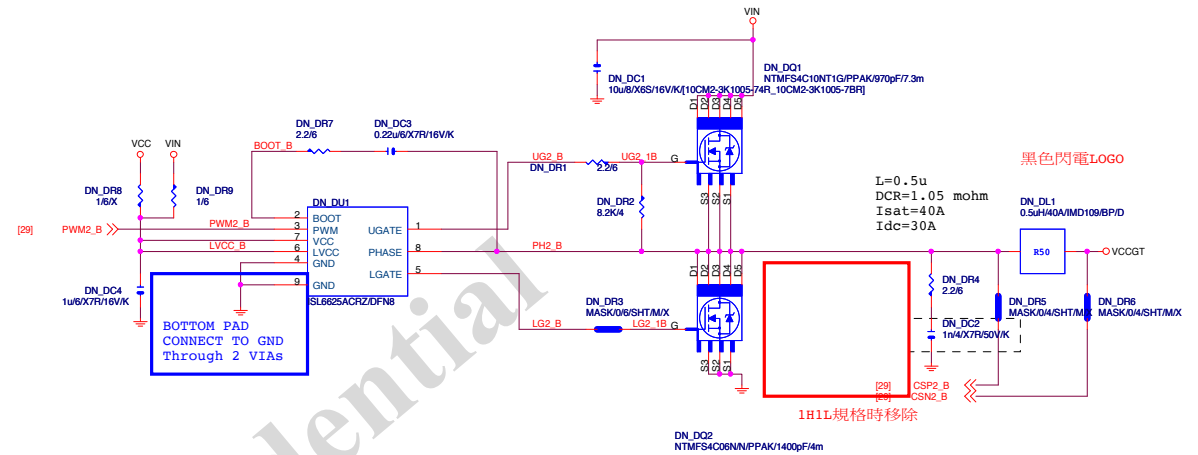 VIN
DN_DC1
10u/8/X6S/16V/K/[10CM2-3K1005-74R_10CM2-3K1005-7BR]
DN_DQ1
NTMFS4C10NT1G/PPAK/970pF/7.3m
D1
D2
D3
D4
D5
G
S3
S2
S1
VCC
VIN
DN_DR7
2.2/6
DN_DC3
0.22u/6/X7R/16V/K
BOOT_B
UG2_B
DN_DR1
2.2/6
UG2_1B
DN_DR8
1/6/X
DN_DR9
1/6
DN_DR2
8.2K/4
黑色閃電LOGO
L=0.5u
DCR=1.05 mohm
Isat=40A
Idc=30A
DN_DL1
0.5uH/40A/IMD109/BP/D
R50
VCCGT
DN_DU1
[29]
PWM2_B
PWM2_B
LVCC_B
2
BOOT
3
PWM
7
VCC
6
LVCC
4
GND
9
GND
UGATE
1
PHASE
8
LGATE
5
SL6625ACRZ/DFN8
PH2_B
DN_DC4
1u/6/X7R/16V/K
BOTTOM PAD
CONNECT TO GND
Through 2 VIAs
LG2_B
DN_DR3
MASK/0/6/SHT/M/X
LG2_1B
D1
D2
D3
D4
D5
G
S3
S2
S1
DN_DR4
2.2/6
DN_DC2
1n/4/X7R/50V/K
DN_DR5
MASK/0/4/SHT/M/X
DN_DR6
MASK/0/4/SHT/M/X
[29]
CSP2_B
[29]
CSN2_B
1H1L規格時移除
DN_DQ2
NTMFS4C06N/N/PPAK/1400pF/4m
dential